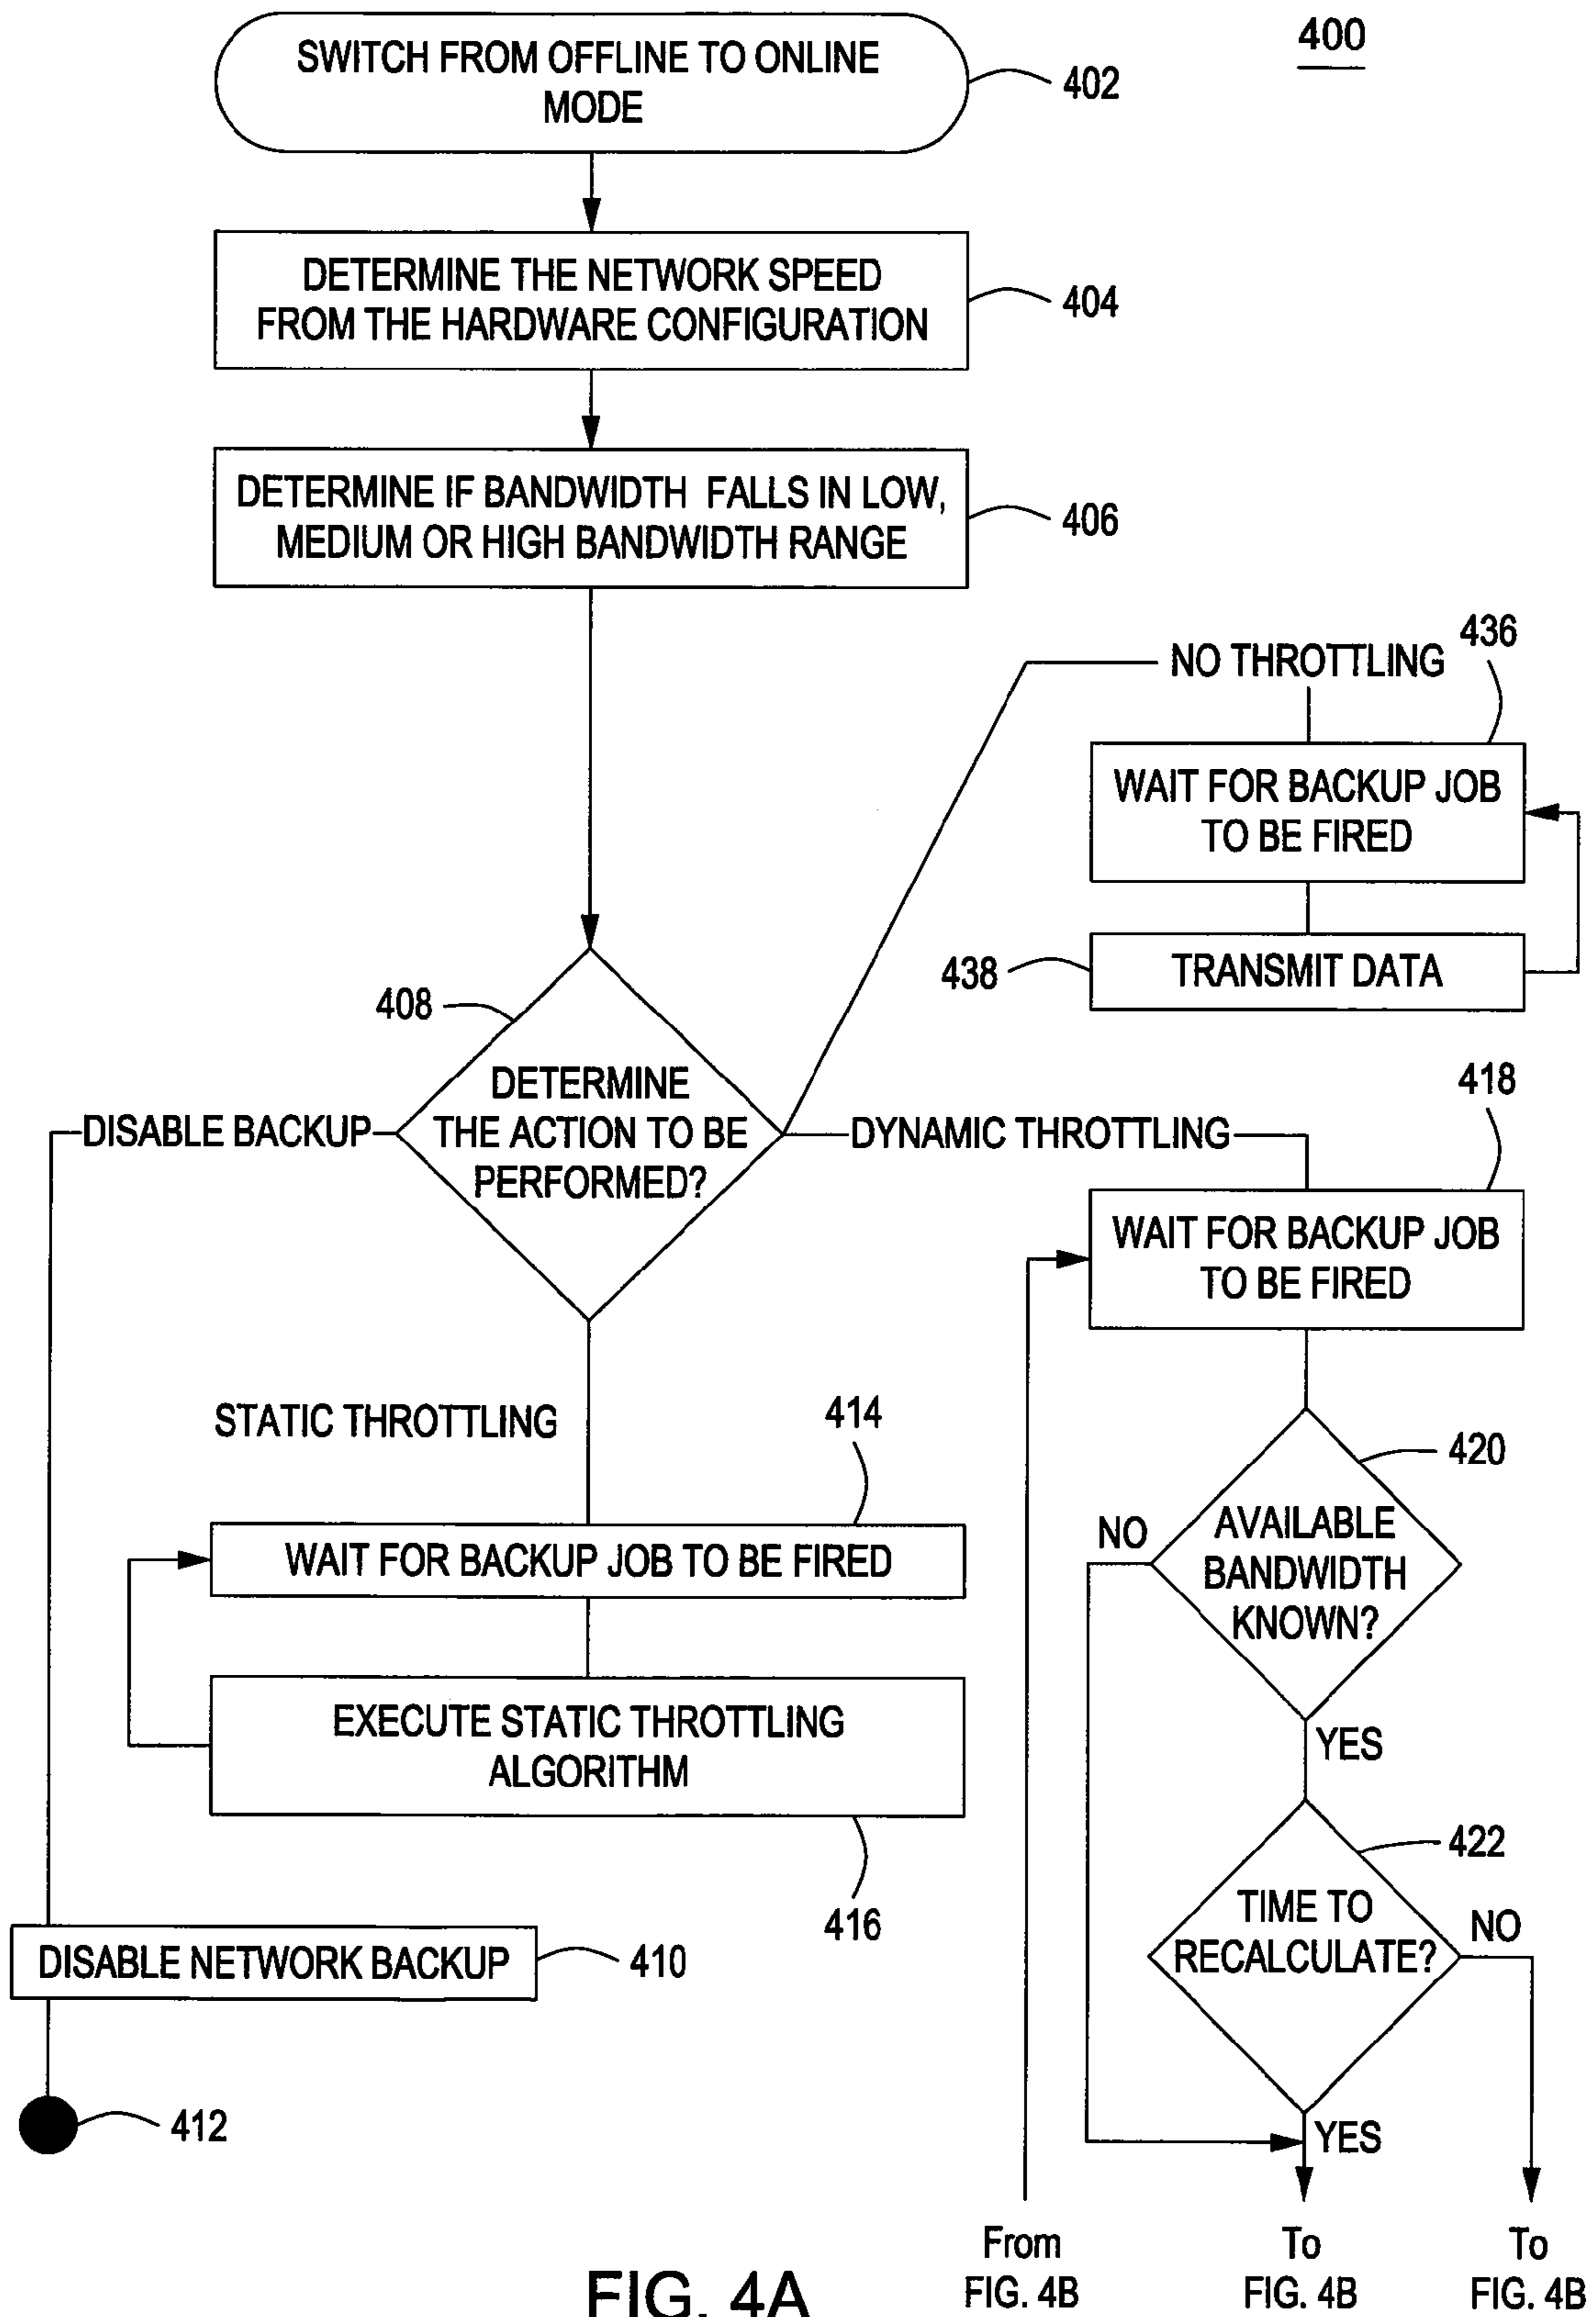 400
SWITCH FROM OFFLINE TO ONLINE
MODE
402
DETERMINE THE NETWORK SPEED
FROM THE HARDWARE CONFIGURATION
404
DETERMINE IF BANDWIDTH FALLS IN LOW,
MEDIUM OR HIGH BANDWIDTH RANGE
406
NO THROTTLING
436
WAIT FOR BACKUP JOB
TO BE FIRED
438
TRANSMIT DATA
408
DETERMINE
THE ACTION TO BE
PERFORMED?
DISABLE BACKUP
DYNAMIC THROTTLING
418
WAIT FOR BACKUP JOB
TO BE FIRED
STATIC THROTTLING
414
WAIT FOR BACKUP JOB TO BE FIRED
EXECUTE STATIC THROTTLING
ALGORITHM
416
420
AVAILABLE
BANDWIDTH
KNOWN?
NO
YES
422
TIME TO
RECALCULATE?
NO
YES
DISABLE NETWORK BACKUP
410
412
From
FIG. 4B
To
FIG. 4B
To
FIG. 4B
FIG. 4A